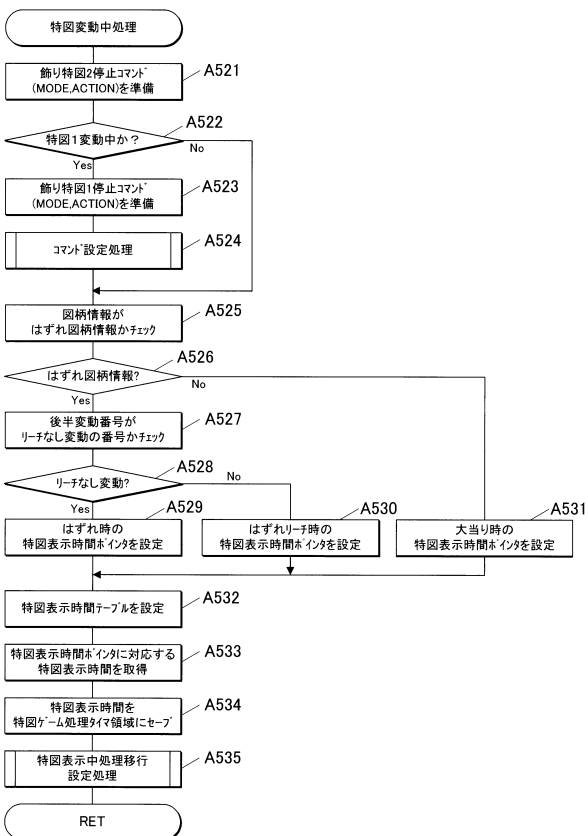 特図変動中処理
飾り特図2停止コマンド
(MODE,ACTION)を準備
A521
特図1変動中か?
A522
No
Yes
飾り特図1停止コマンド
(MODE,ACTION)を準備
A523
コマンド設定処理
A524
図柄情報が
はずれ図柄情報かチェック
A525
はずれ図柄情報?
A526
No
Yes
後半変動番号が
リーチなし変動の番号かチェック
A527
リーチなし変動?
A528
No
Yes
はずれ時の
特図表示時間ポインタを設定
A529
はずれリーチ時の
特図表示時間ポインタを設定
A530
大当り時の
特図表示時間ポインタを設定
A531
特図表示時間テーブルを設定
A532
特図表示時間ポインタに対応する
特図表示時間を取得
A533
特図表示時間を
特図ゲーム処理タイマ領域にセーブ
A534
特図表示中処理移行
設定処理
A535
RET